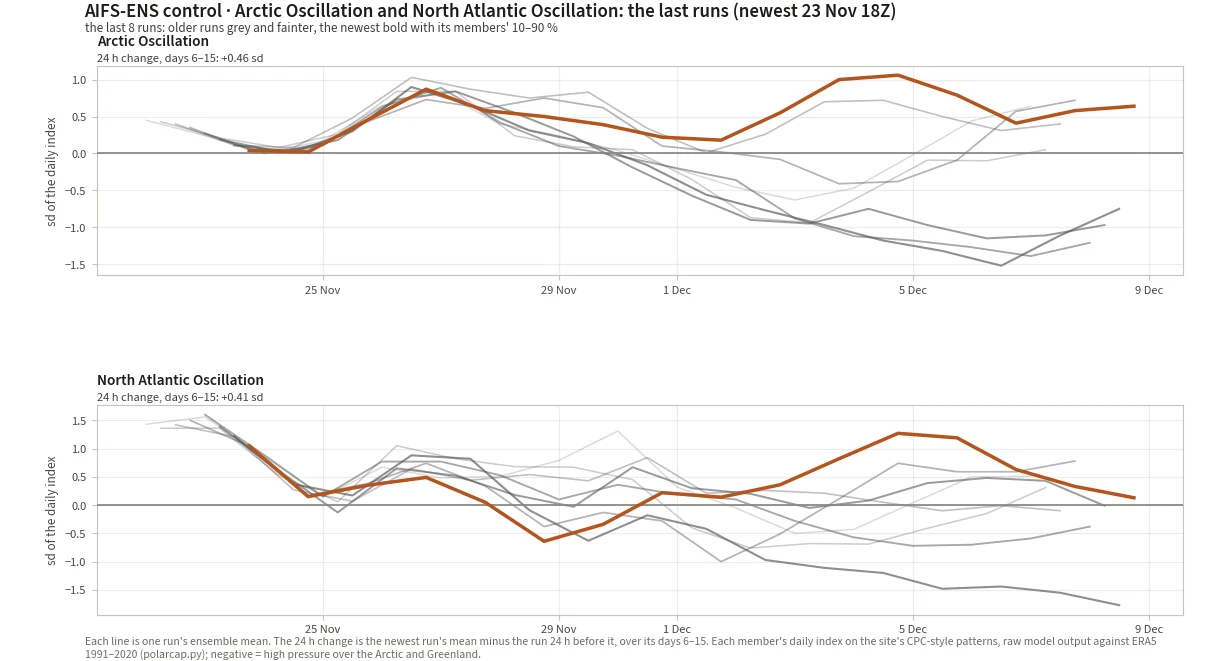 AIFS-ENS control · Arctic Oscillation and North Atlantic Oscillation: the last runs (newest 23 Nov 18Z)
the last 8 runs: older runs grey and fainter, the newest bold with its members' 10–90 %
Arctic Oscillation
24 h change, days 6–15: +0.46 sd
sd of the daily index
1.0
0.5
0.0
−0.5
−1.0
−1.5
25 Nov
29 Nov
1 Dec
5 Dec
9 Dec
North Atlantic Oscillation
24 h change, days 6–15: +0.41 sd
sd of the daily index
1.5
1.0
0.5
0.0
−0.5
−1.0
−1.5
25 Nov
29 Nov
1 Dec
5 Dec
9 Dec
Each line is one run's ensemble mean. The 24 h change is the newest run's mean minus the run 24 h before it, over its days 6–15. Each member's daily index on the site's CPC-style patterns, raw model output against ERA5
1991–2020 (polarcap.py); negative = high pressure over the Arctic and Greenland.